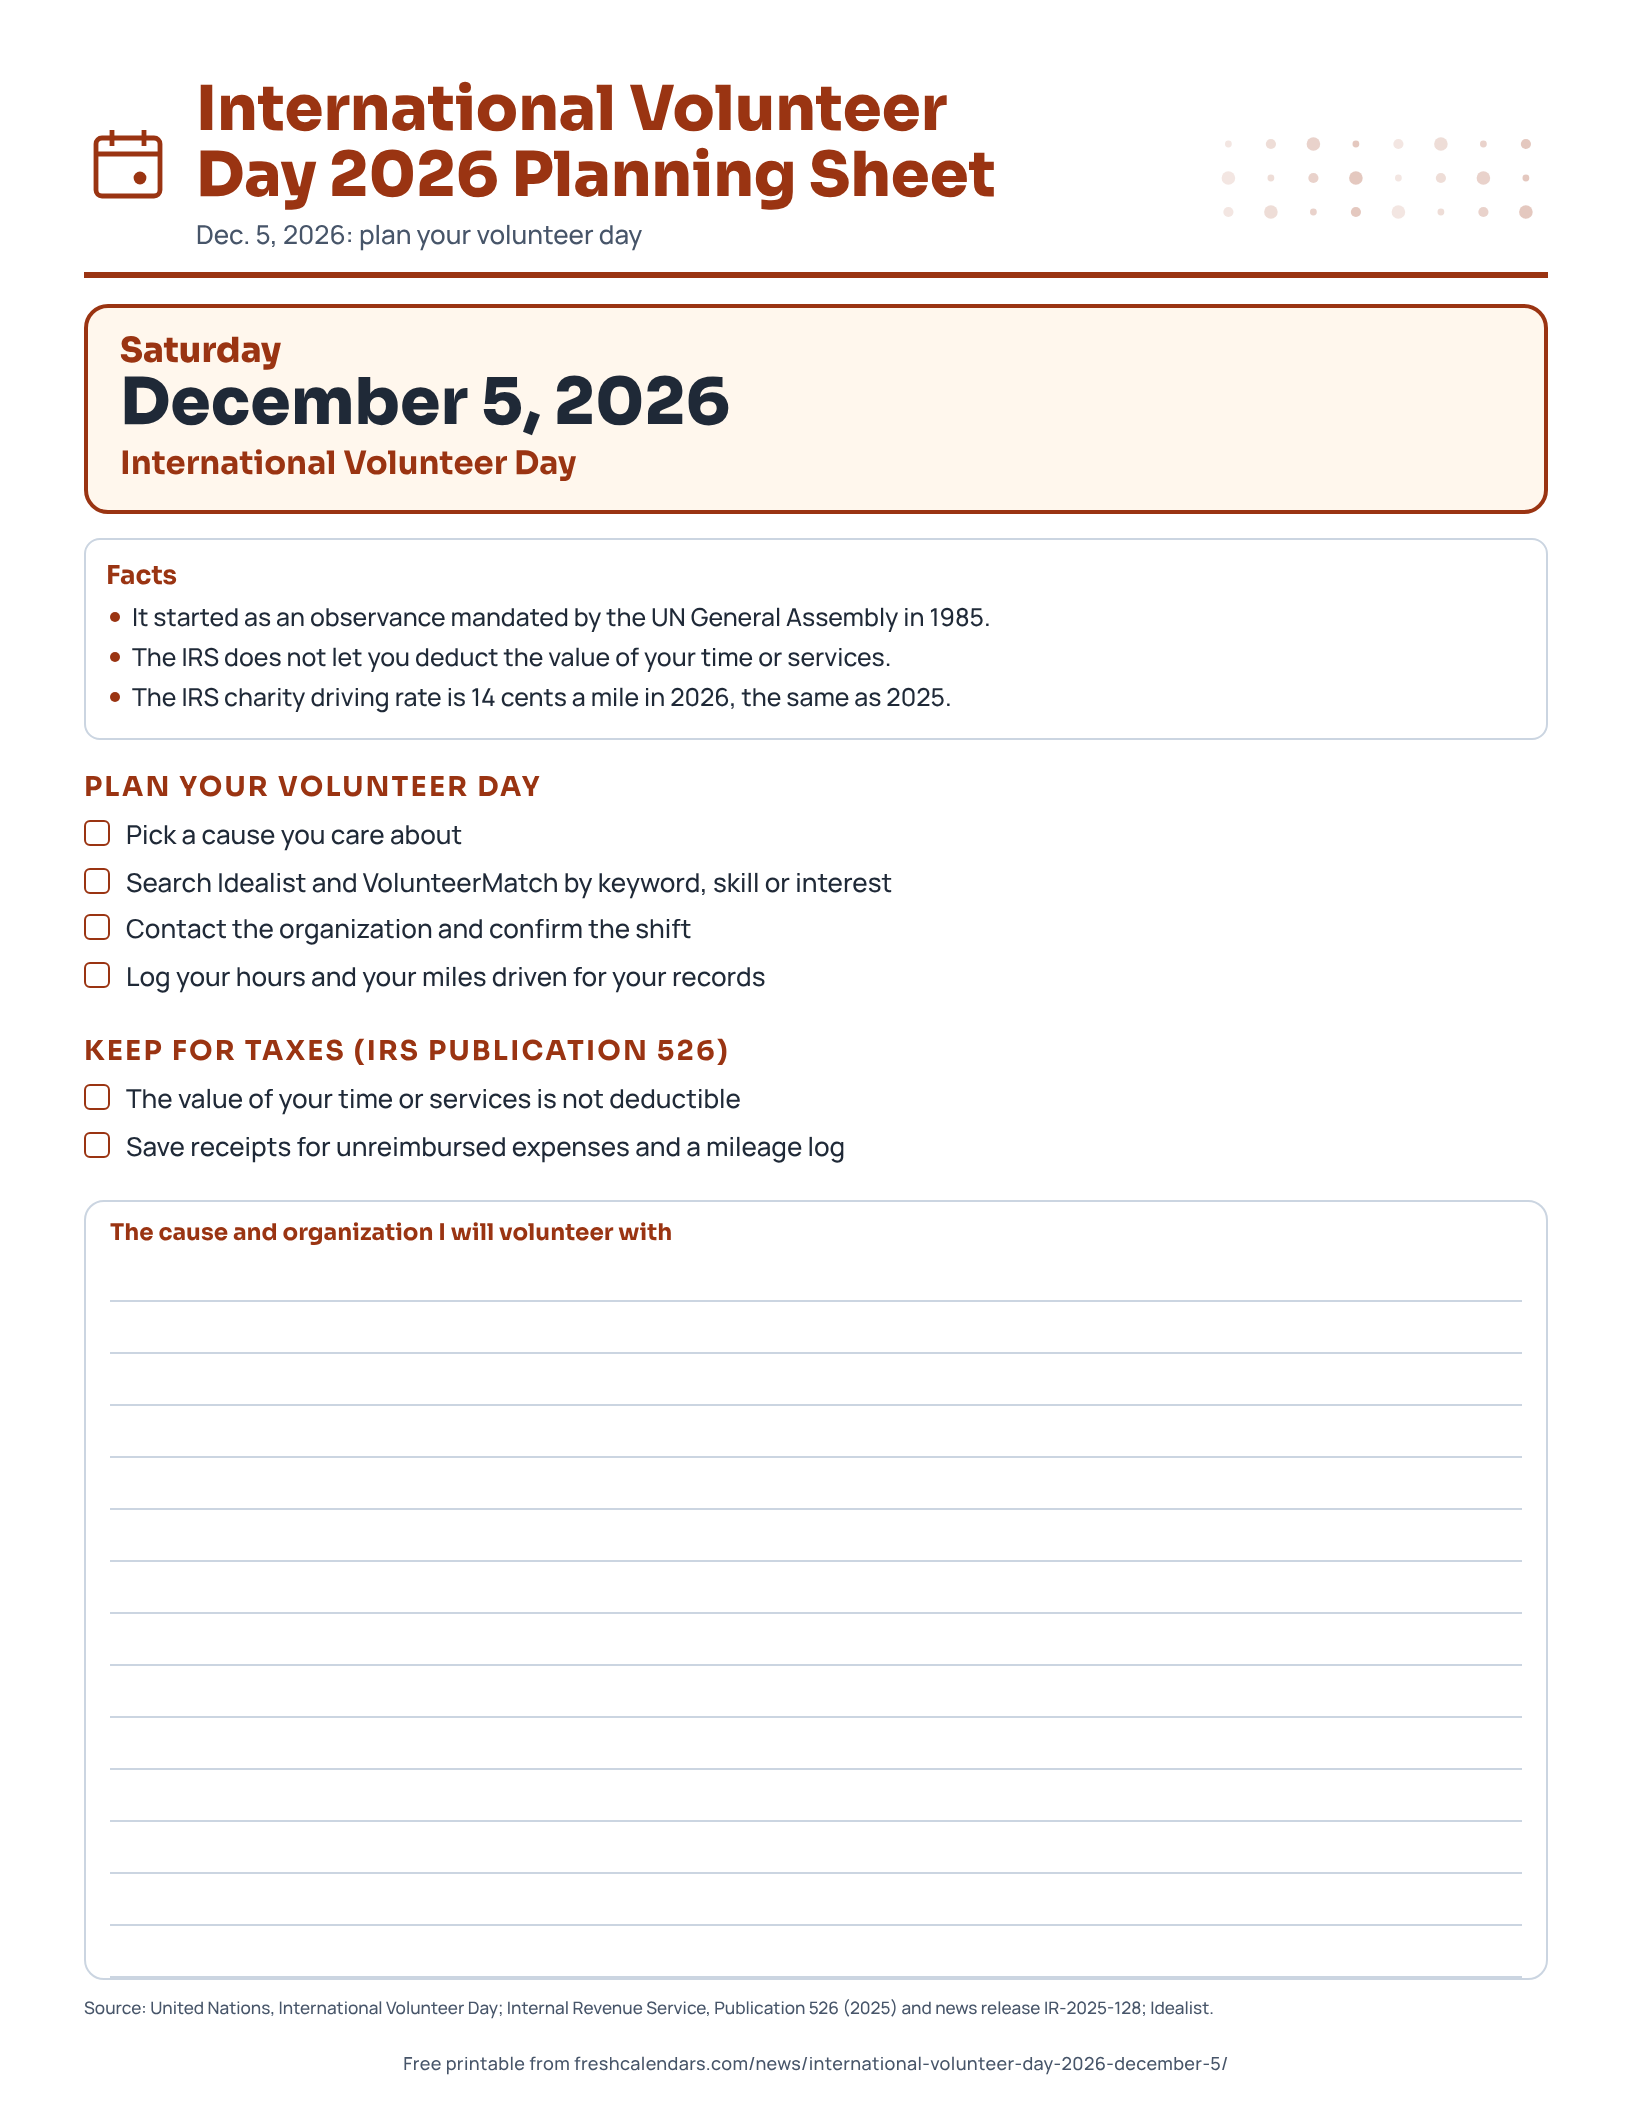 International Volunteer
Day 2026 Planning Sheet
Dec. 5, 2026: plan your volunteer day
Saturday
December 5, 2026
International Volunteer Day
Facts
• It started as an observance mandated by the UN General Assembly in 1985.
• The IRS does not let you deduct the value of your time or services.
• The IRS charity driving rate is 14 cents a mile in 2026, the same as 2025.
PLAN YOUR VOLUNTEER DAY
Pick a cause you care about
Search Idealist and VolunteerMatch by keyword, skill or interest
Contact the organization and confirm the shift
Log your hours and your miles driven for your records
KEEP FOR TAXES (IRS PUBLICATION 526)
The value of your time or services is not deductible
Save receipts for unreimbursed expenses and a mileage log
The cause and organization I will volunteer with
Source: United Nations, International Volunteer Day; Internal Revenue Service, Publication 526 (2025) and news release IR-2025-128; Idealist.
Free printable from freshcalendars.com/news/international-volunteer-day-2026-december-5/